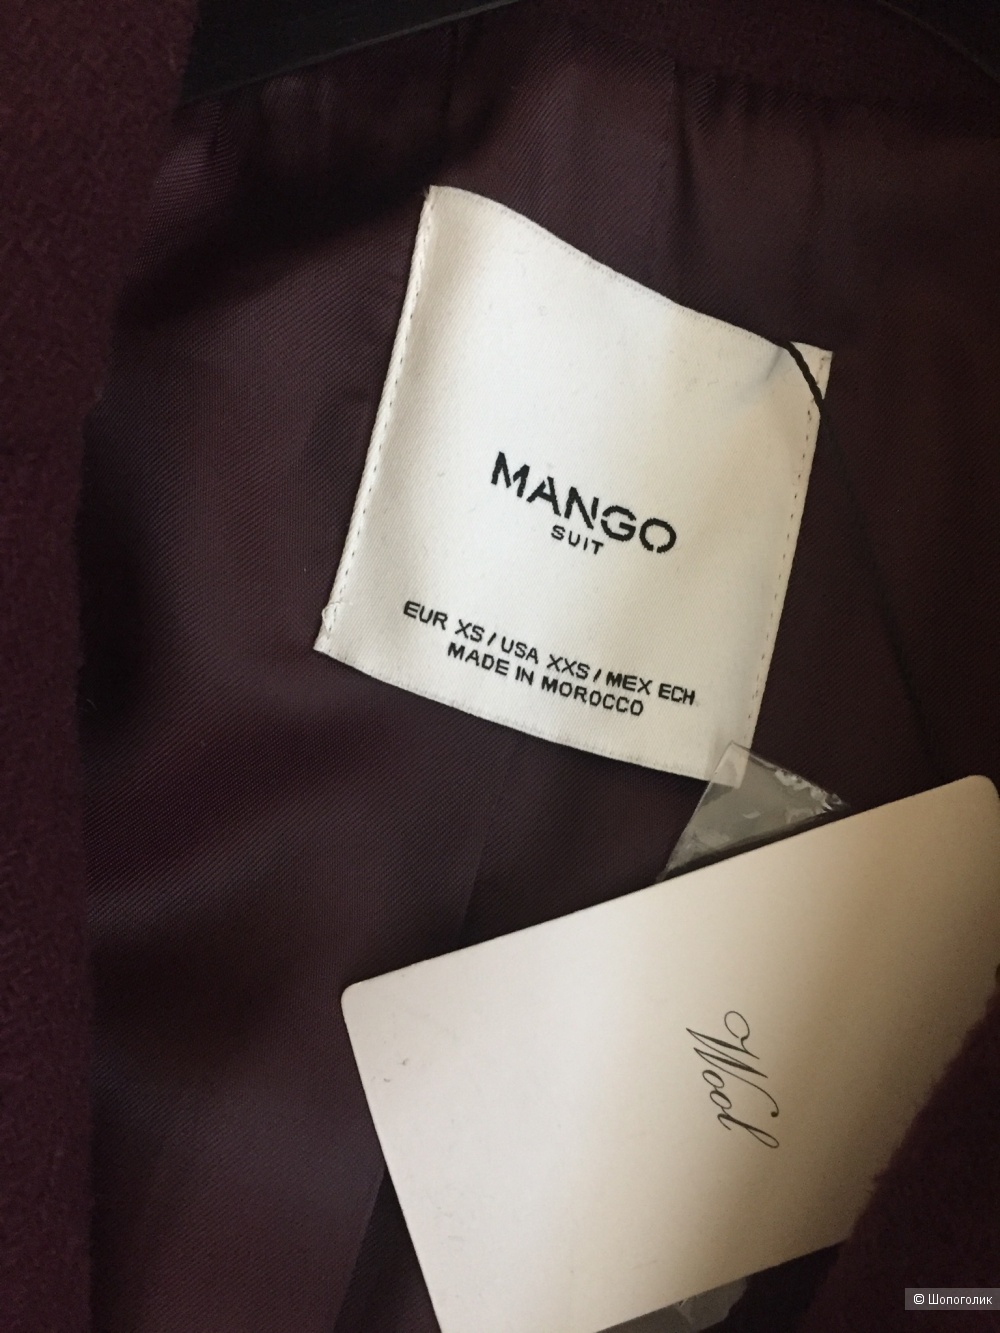 MANGO
SUIT
EUR XS / USA XXS / MEX ECH
MADE IN MOROCCO
Wool
© Шопоголик